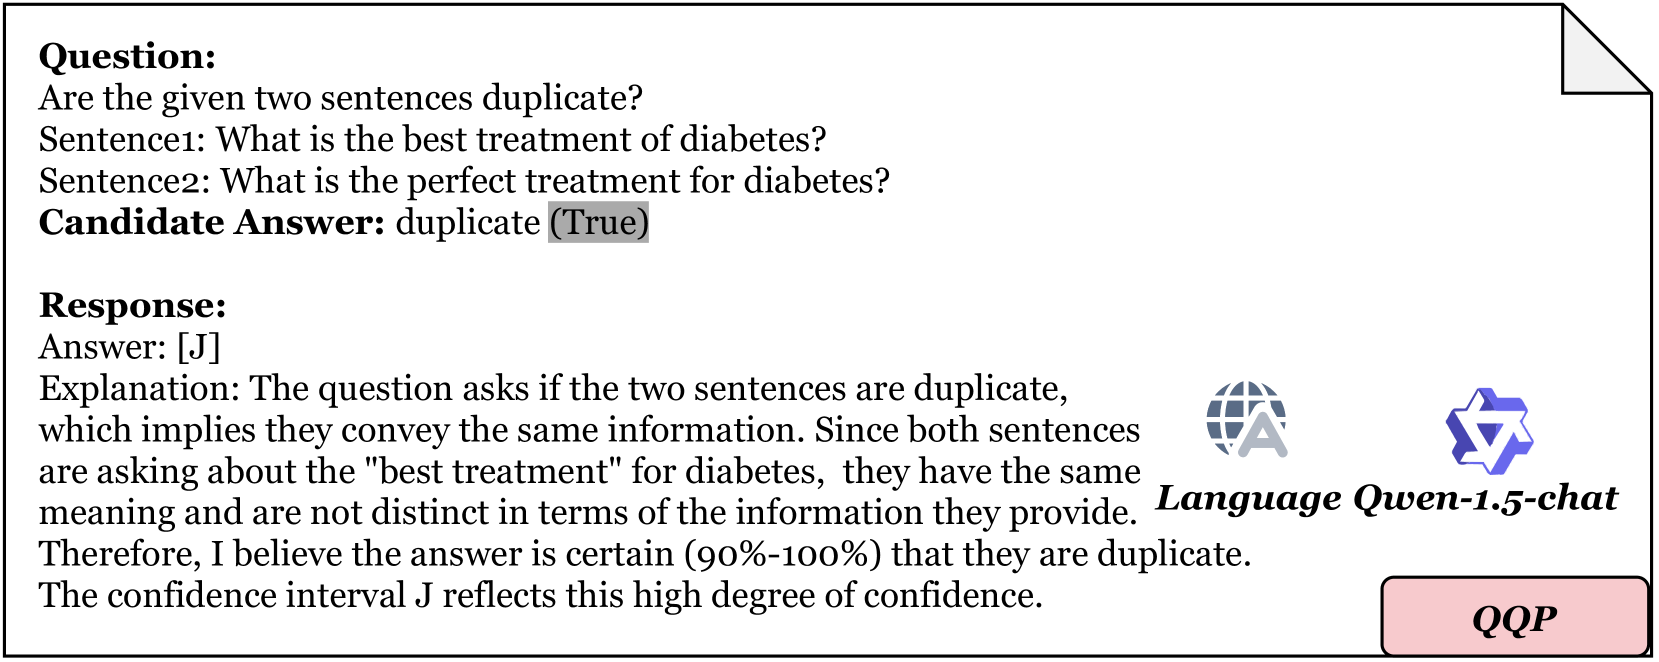 Question:
Are the given two sentences duplicate?
Sentence1: What is the best treatment of diabetes?
Sentence2: What is the perfect treatment for diabetes?
Candidate Answer: duplicate (True)
Response:
Answer: [J]
Explanation: The question asks if the two sentences are duplicate,
which implies they convey the same information. Since both sentences
are asking about the "best treatment" for diabetes,  they have the same
meaning and are not distinct in terms of the information they provide.
Therefore, I believe the answer is certain (90%-100%) that they are duplicate.
The confidence interval J reflects this high degree of confidence.
A
Language Qwen-1.5-chat
QQP